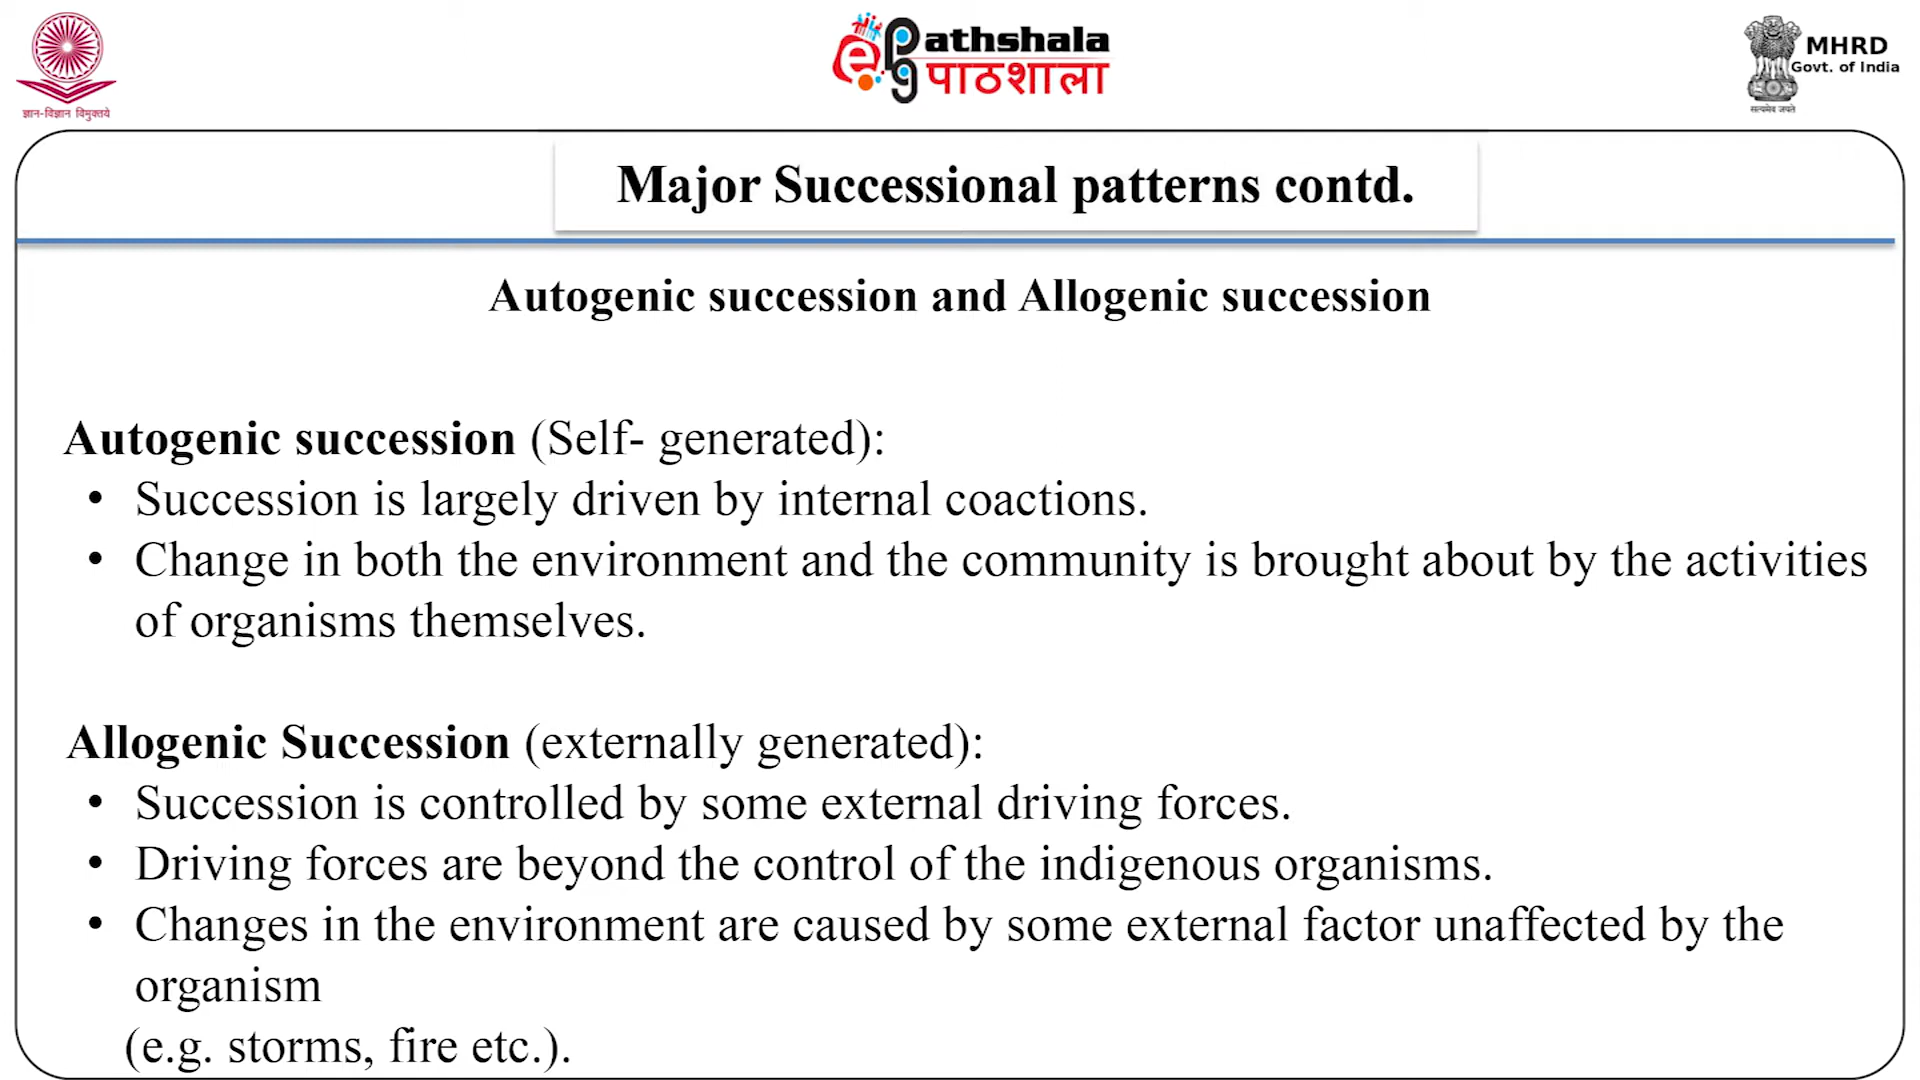 ज्ञान-विज्ञान विमुक्तये
ePathshala
पाठशाला
MHRD
Govt. of India
सत्यमेव जयते
Major Successional patterns contd.
Autogenic succession and Allogenic succession
Autogenic succession (Self- generated):
• Succession is largely driven by internal coactions.
• Change in both the environment and the community is brought about by the activities
of organisms themselves.
Allogenic Succession (externally generated):
• Succession is controlled by some external driving forces.
• Driving forces are beyond the control of the indigenous organisms.
• Changes in the environment are caused by some external factor unaffected by the
organism
(e.g. storms, fire etc.).